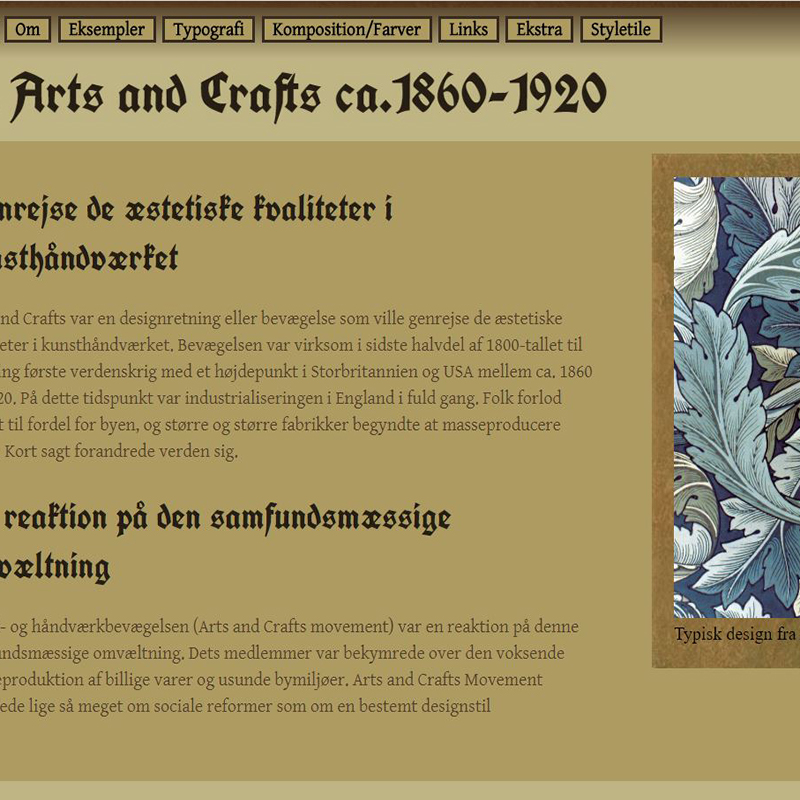 Om Eksempler Typografi Komposition/Farver Links Ekstra Styletile
Arts and Crafts ca.1860-1920
nrejse de æstetiske kvaliteter i
sthåndværket
nd Crafts var en designretning eller bevægelse som ville genrejse de æstetiske
eter i kunsthåndværket. Bevægelsen var virksom i sidste halvdel af 1800-tallet til
ng første verdenskrig med et højdepunkt i Storbritannien og USA mellem ca. 1860
20. På dette tidspunkt var industrialiseringen i England i fuld gang. Folk forlod
t til fordel for byen, og større og større fabrikker begyndte at masseproducere
Kort sagt forandrede verden sig.
reaktion på den samfundsmæssige
væltning
- og håndværkbevægelsen (Arts and Crafts movement) var en reaktion på denne
ndsmæssige omvæltning. Dets medlemmer var bekymrede over den voksende
eproduktion af billige varer og usunde bymiljøer. Arts and Crafts Movement
ede lige så meget om sociale reformer som om en bestemt designstil
Typisk design fra